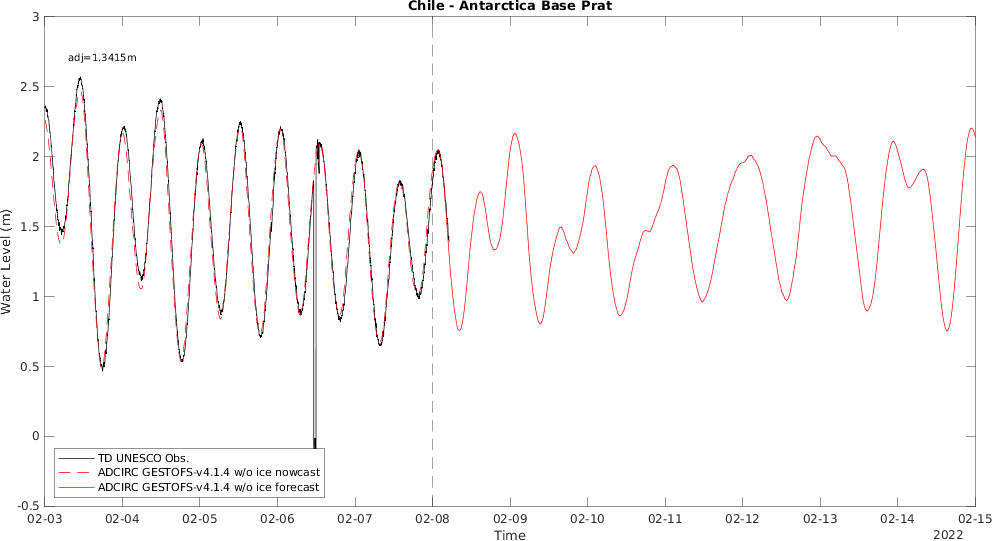 Chile - Antarctica Base Prat
3
2.5
2
1.5
1
0.5
0
-0.5
Water Level (m)
adj=1.3415m
TD UNESCO Obs.
ADCIRC GESTOFS-v4.1.4 w/o ice nowcast
ADCIRC GESTOFS-v4.1.4 w/o ice forecast
02-03 02-04 02-05 02-06 02-07 02-08 02-09 02-10 02-11 02-12 02-13 02-14 02-15
Time
2022